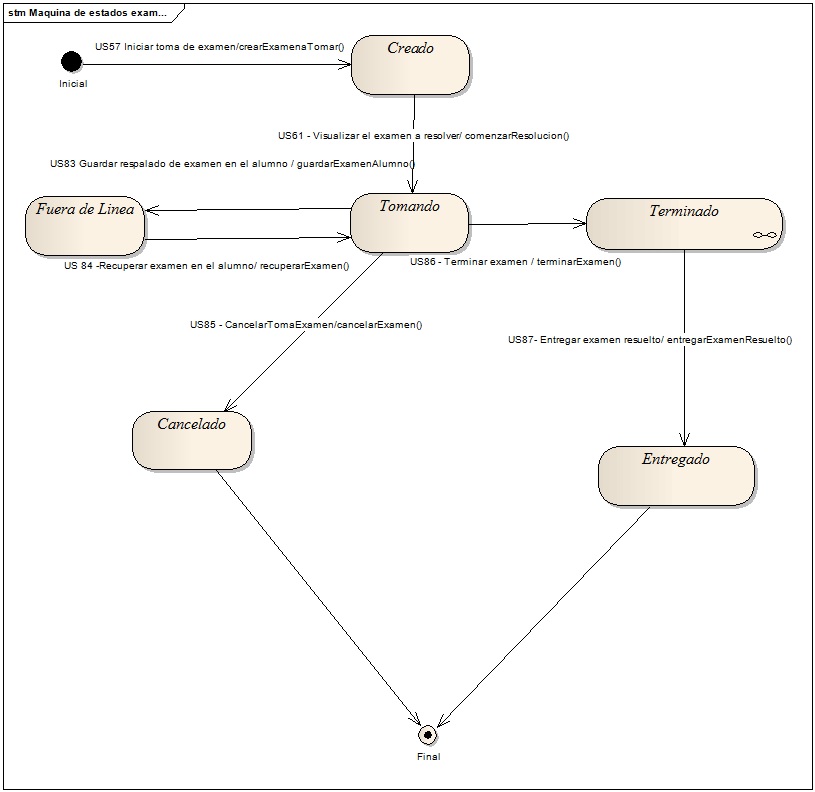 stm Maquina de estados exam...
US57 Iniciar toma de examen/crearExamenaTomar()
Creado
Inicial
US61 - Visualizar el examen a resolver/ comenzarResolucion()
US83 Guardar respalado de examen en el alumno / guardarExamenAlumno()
Fuera de Linea
Tomando
Terminado
US 84 -Recuperar examen en el alumno/ recuperarExamen()
US86 - Terminar examen / terminarExamen()
US85 - CancelarTomaExamen/cancelarExamen()
US87- Entregar examen resuelto/ entregarExamenResuelto()
Cancelado
Entregado
Final